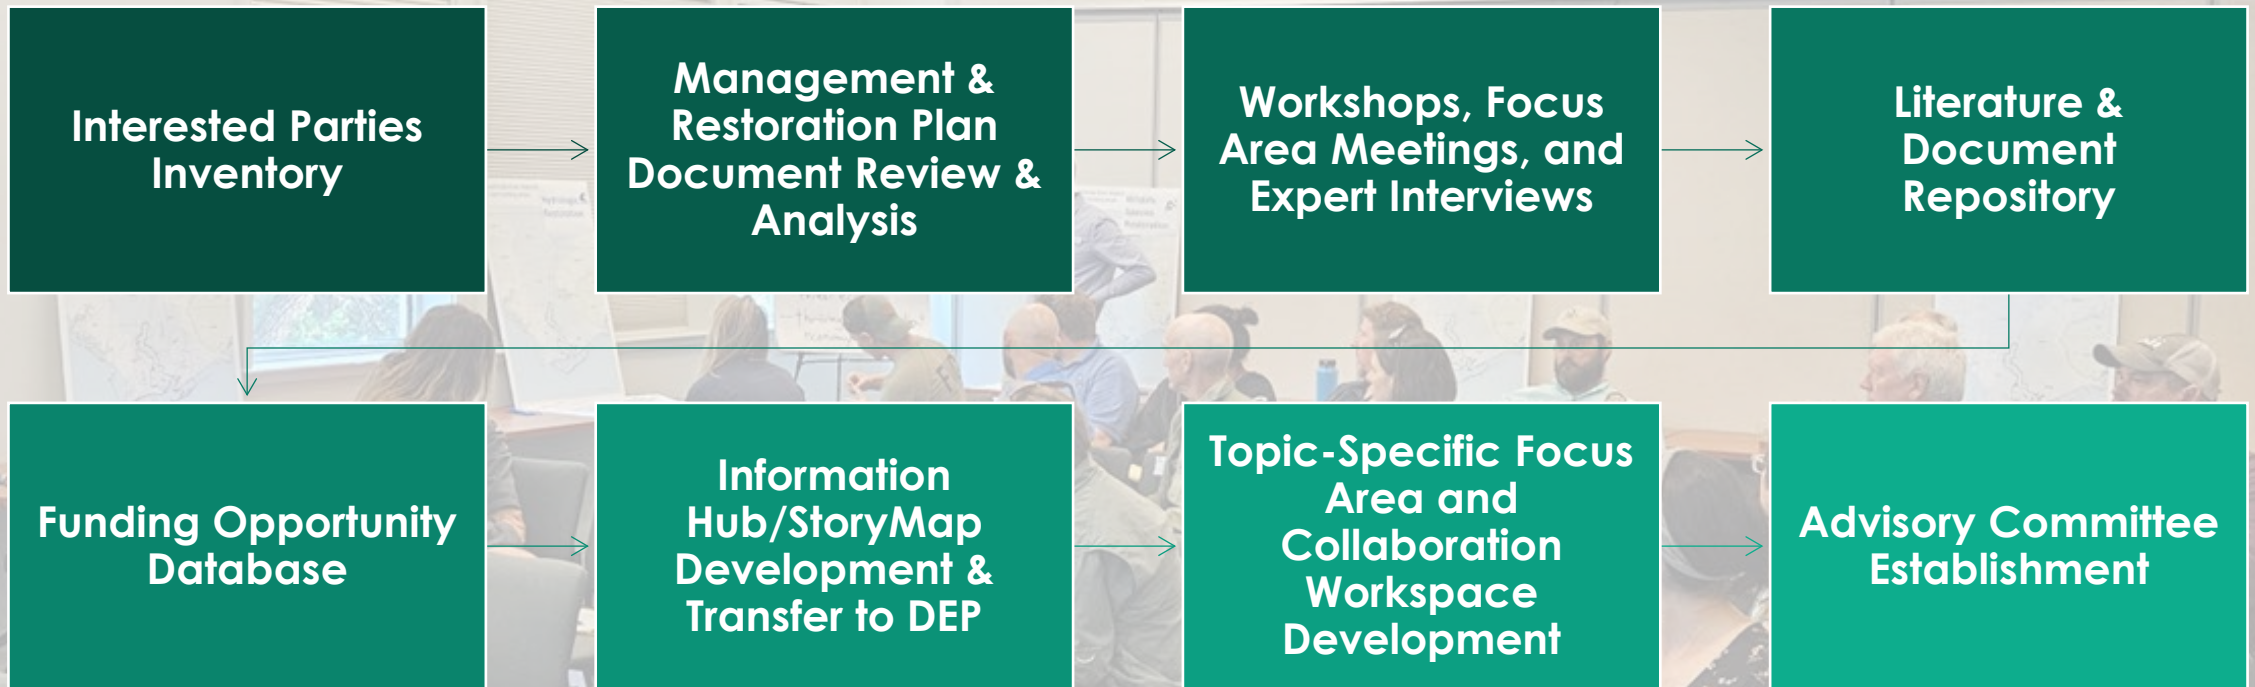 Interested Parties
Inventory
Management &
Restoration Plan
Document Review &
Analysis
Workshops, Focus
Area Meetings, and
Expert Interviews
Literature &
Document
Repository
Funding Opportunity
Database
Information
Hub/StoryMap
Development &
Transfer to DEP
Topic-Specific Focus
Area and
Collaboration
Workspace
Development
Advisory Committee
Establishment